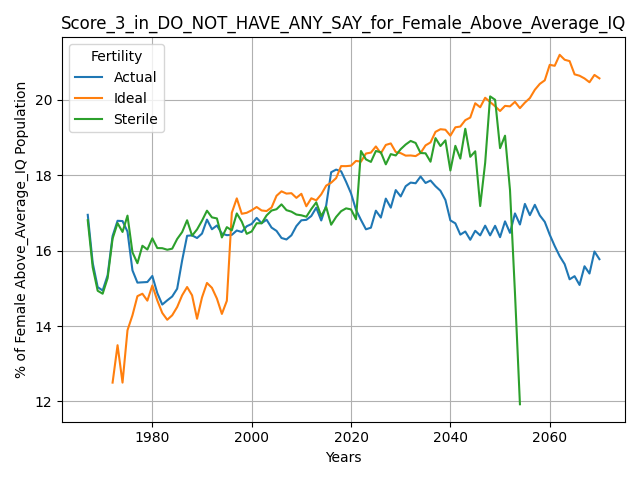 Score_3_in_DO_NOT_HAVE_ANY_SAY_for_Female_Above_Average_IQ
Fertility
Actual
Ideal
Sterile
% of Female Above_Average_IQ Population
20
18
16
14
12
1980
2000
2020
2040
2060
Years